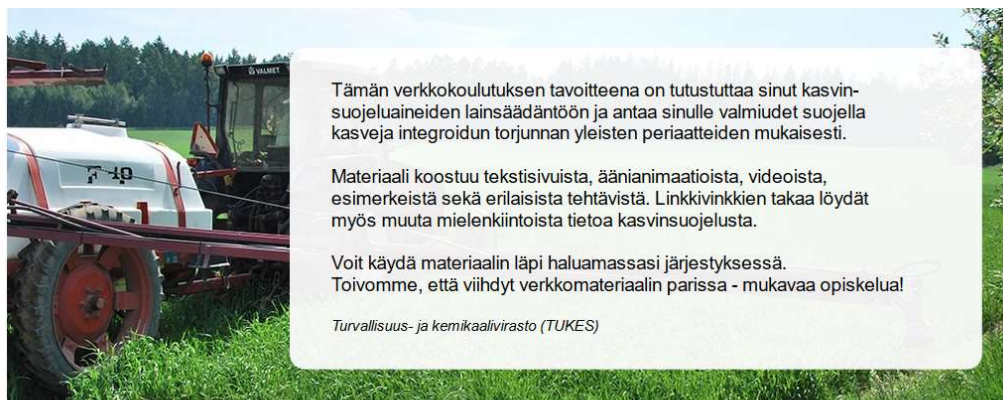 VALMET
F-40
Tämän verkkokoulutuksen tavoitteena on tutustuttaa sinut kasvin-
suojeluaineiden lainsäädäntöön ja antaa sinulle valmiudet suojella
kasveja integroidun torjunnan yleisten periaatteiden mukaisesti.
Materiaali koostuu tekstisivuista, äänianimaatioista, videoista,
esimerkeistä sekä erilaisista tehtävistä. Linkkivinkkien takaa löydät
myös muuta mielenkiintoista tietoa kasvinsuojelusta.
Voit käydä materiaalin läpi haluamassasi järjestyksessä.
Toivomme, että viihdyt verkkomateriaalin parissa - mukavaa opiskelua!
Turvallisuus- ja kemikaalivirasto (TUKES)